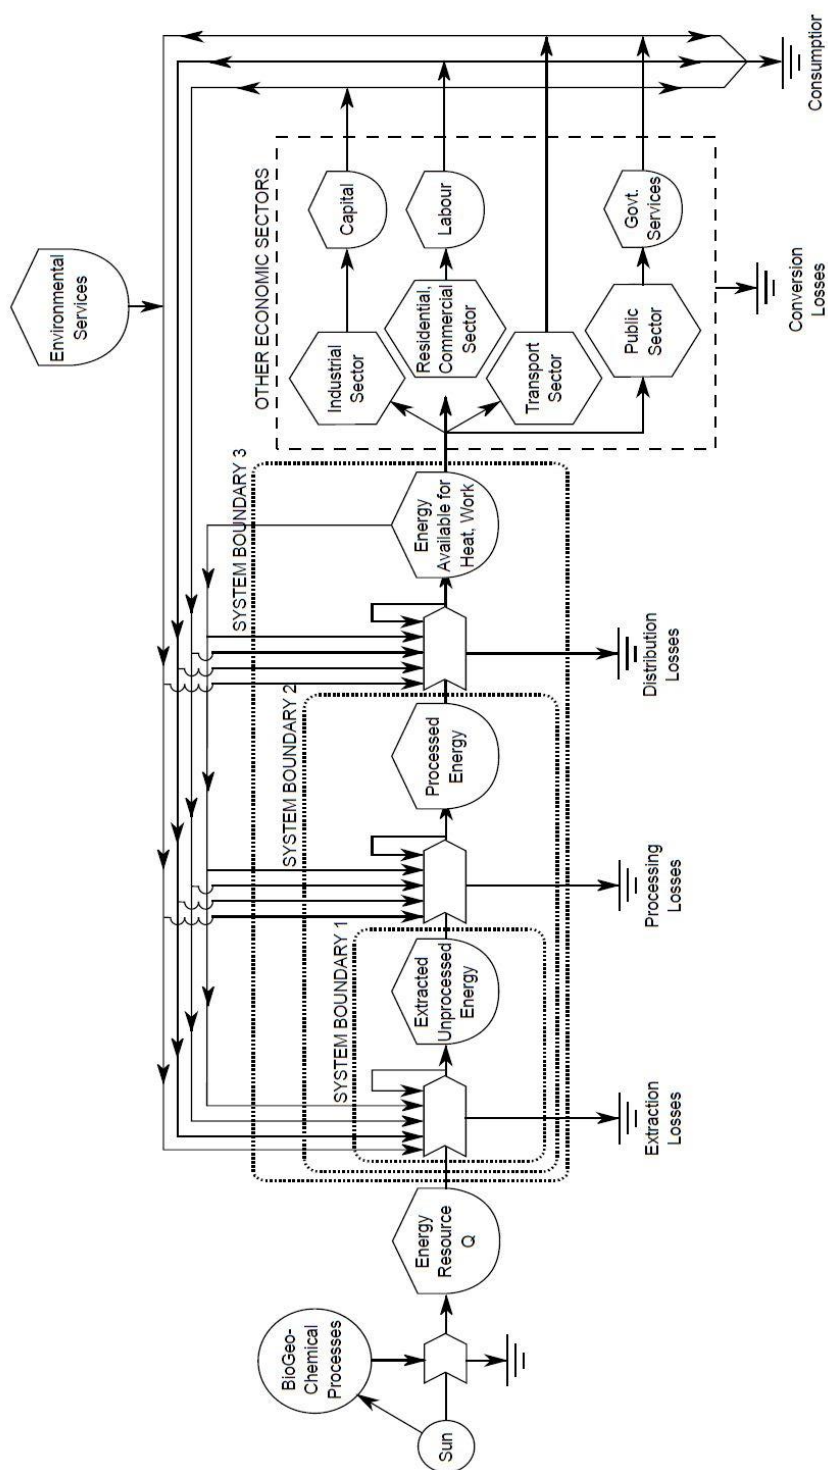 Environmental
Services
OTHER ECONOMIC SECTORS
Capital
Labour
Govt.
Services
Industrial
Sector
Residential,
Commercial
Sector
Transport
Sector
Public
Sector
Consumption
Conversion
Losses
SYSTEM BOUNDARY 3
Energy
Available for
Heat, Work
Distribution
Losses
SYSTEM BOUNDARY 2
Processed
Energy
Processing
Losses
SYSTEM BOUNDARY 1
Extracted
Unprocessed
Energy
Extraction
Losses
Energy
Resource
Q
BioGeo-
Chemical
Processes
Sun